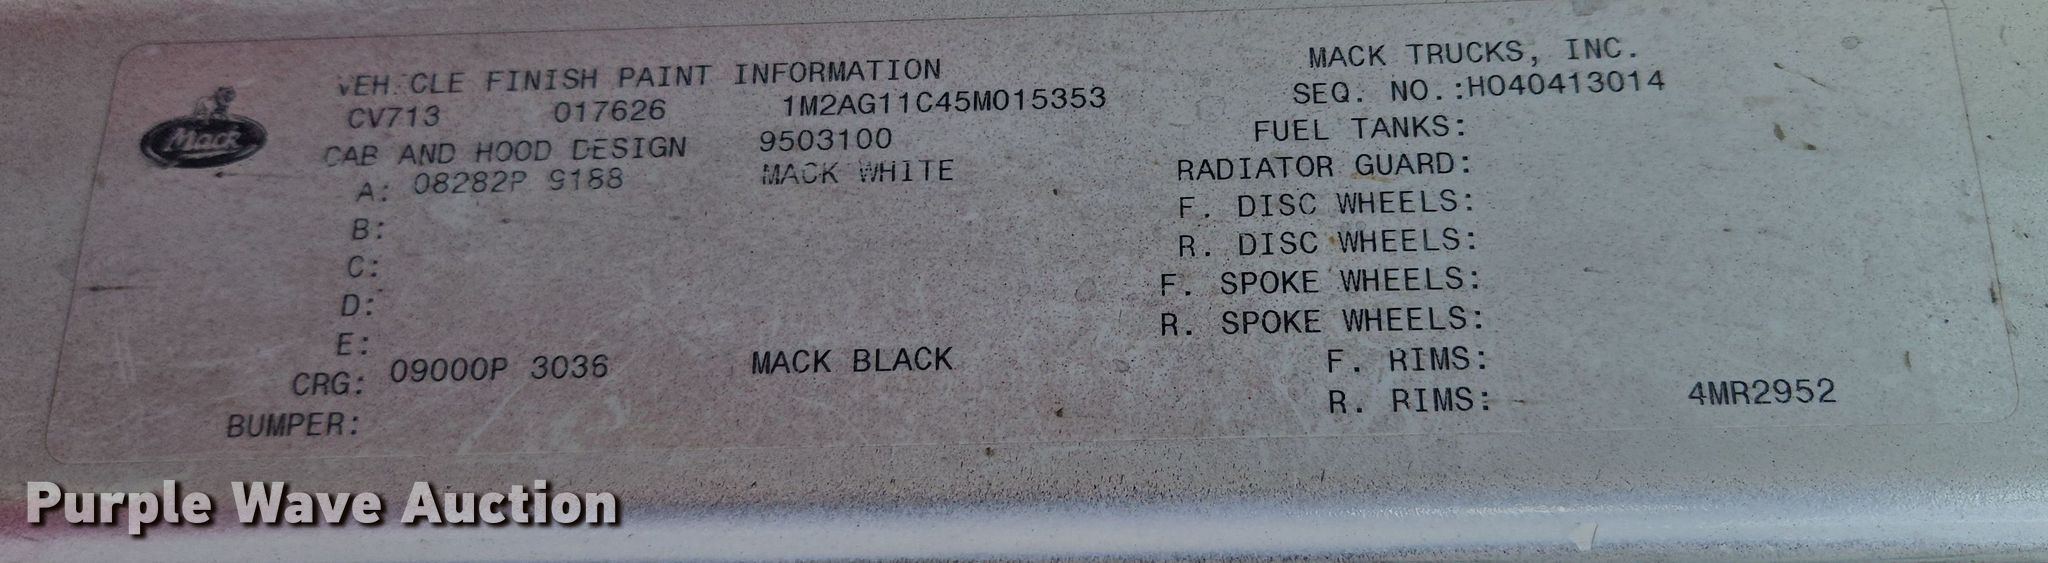 Mack
VEHICLE FINISH PAINT INFORMATION
CV713 017626 1M2AG11C45M015353
CAB AND HOOD DESIGN 9503100
A: 08282P 9188 MACK WHITE
B:
C:
D:
E:
CRG: 09000P 3036 MACK BLACK
BUMPER:
MACK TRUCKS, INC.
SEQ. NO.:H040413014
FUEL TANKS:
RADIATOR GUARD:
F. DISC WHEELS:
R. DISC WHEELS:
F. SPOKE WHEELS:
R. SPOKE WHEELS:
F. RIMS:
R. RIMS:
4MR2952
Purple Wave Auction